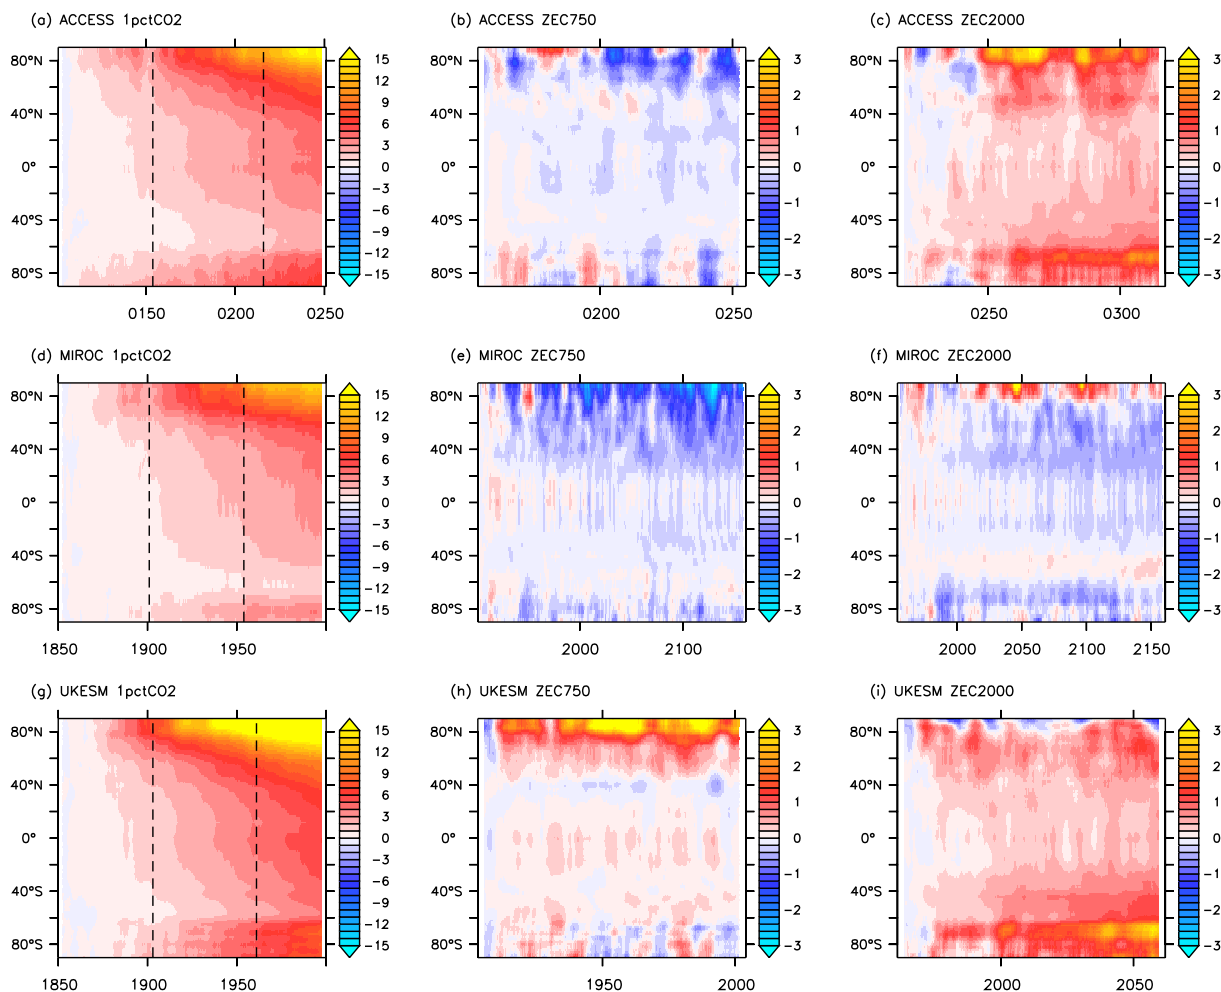 (a) ACCESS 1pctCO2
(b) ACCESS ZEC750
(c) ACCESS ZEC2000
80°N
40°N
0°
40°S
80°S
0150 0200 0250
15
12
9
6
3
0
−3
−6
−9
−12
−15
80°N
40°N
0°
40°S
80°S
0200 0250
3
2
1
0
−1
−2
−3
80°N
40°N
0°
40°S
80°S
0250 0300
3
2
1
0
−1
−2
−3
(d) MIROC 1pctCO2
(e) MIROC ZEC750
(f) MIROC ZEC2000
80°N
40°N
0°
40°S
80°S
1850 1900 1950
15
12
9
6
3
0
−3
−6
−9
−12
−15
80°N
40°N
0°
40°S
80°S
2000 2100
3
2
1
0
−1
−2
−3
80°N
40°N
0°
40°S
80°S
2000 2050 2100 2150
3
2
1
0
−1
−2
−3
(g) UKESM 1pctCO2
(h) UKESM ZEC750
(i) UKESM ZEC2000
80°N
40°N
0°
40°S
80°S
1850 1900 1950
15
12
9
6
3
0
−3
−6
−9
−12
−15
80°N
40°N
0°
40°S
80°S
1950 2000
3
2
1
0
−1
−2
−3
80°N
40°N
0°
40°S
80°S
2000 2050
3
2
1
0
−1
−2
−3